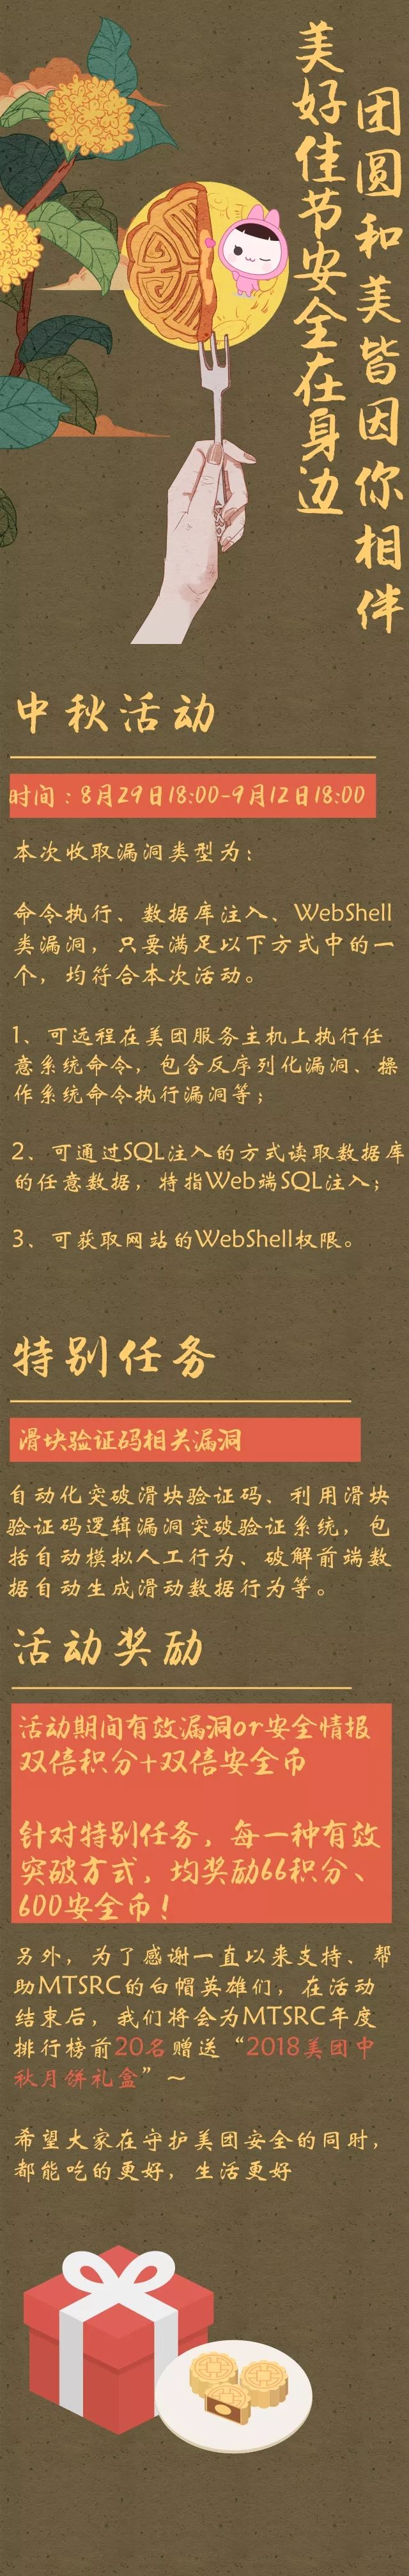 团圆和美皆因你相伴
美好佳节安全在身边
中秋活动
时间：8月29日18:00-9月12日18:00
本次收取漏洞类型为：
命令执行、数据库注入、WebShell
类漏洞，只要满足以下方式中的一
个，均符合本次活动。
1、可远程在美团服务主机上执行任
意系统命令，包含反序列化漏洞、操
作系统命令执行漏洞等；
2、可通过SQL注入的方式读取数据库
的任意数据，特指Web端SQL注入；
3、可获取网站的WebShell权限。
特别任务
滑块验证码相关漏洞
自动化突破滑块验证码、利用滑块
验证码逻辑漏洞突破验证系统，包
括自动模拟人工行为、破解前端数
据自动生成滑动数据行为等。
活动奖励
活动期间有效漏洞or安全情报
双倍积分+双倍安全币
针对特别任务，每一种有效
突破方式，均奖励66积分、
600安全币！
另外，为了感谢一直以来支持、帮
助MTSRC的白帽英雄们，在活动
结束后，我们将会为MTSRC年度
排行榜前20名赠送“2018美团中
秋月饼礼盒”～
希望大家在守护美团安全的同时，
都能吃的更好，生活更好